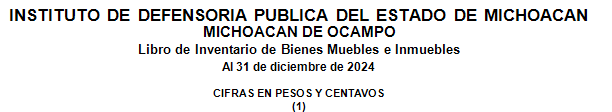 INSTITUTO DE DEFENSORIA PUBLICA DEL ESTADO DE MICHOACAN
MICHOACAN DE OCAMPO
Libro de Inventario de Bienes Muebles e Inmuebles
Al 31 de diciembre de 2024
CIFRAS EN PESOS Y CENTAVOS
(1)